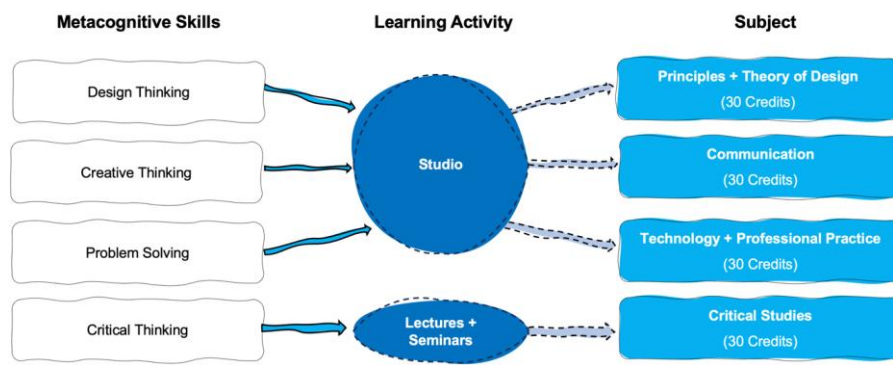 Metacognitive Skills
Learning Activity
Subject
Design Thinking
Creative Thinking
Problem Solving
Critical Thinking
Studio
Lectures +
Seminars
Principles + Theory of Design
(30 Credits)
Communication
(30 Credits)
Technology + Professional Practice
(30 Credits)
Critical Studies
(30 Credits)